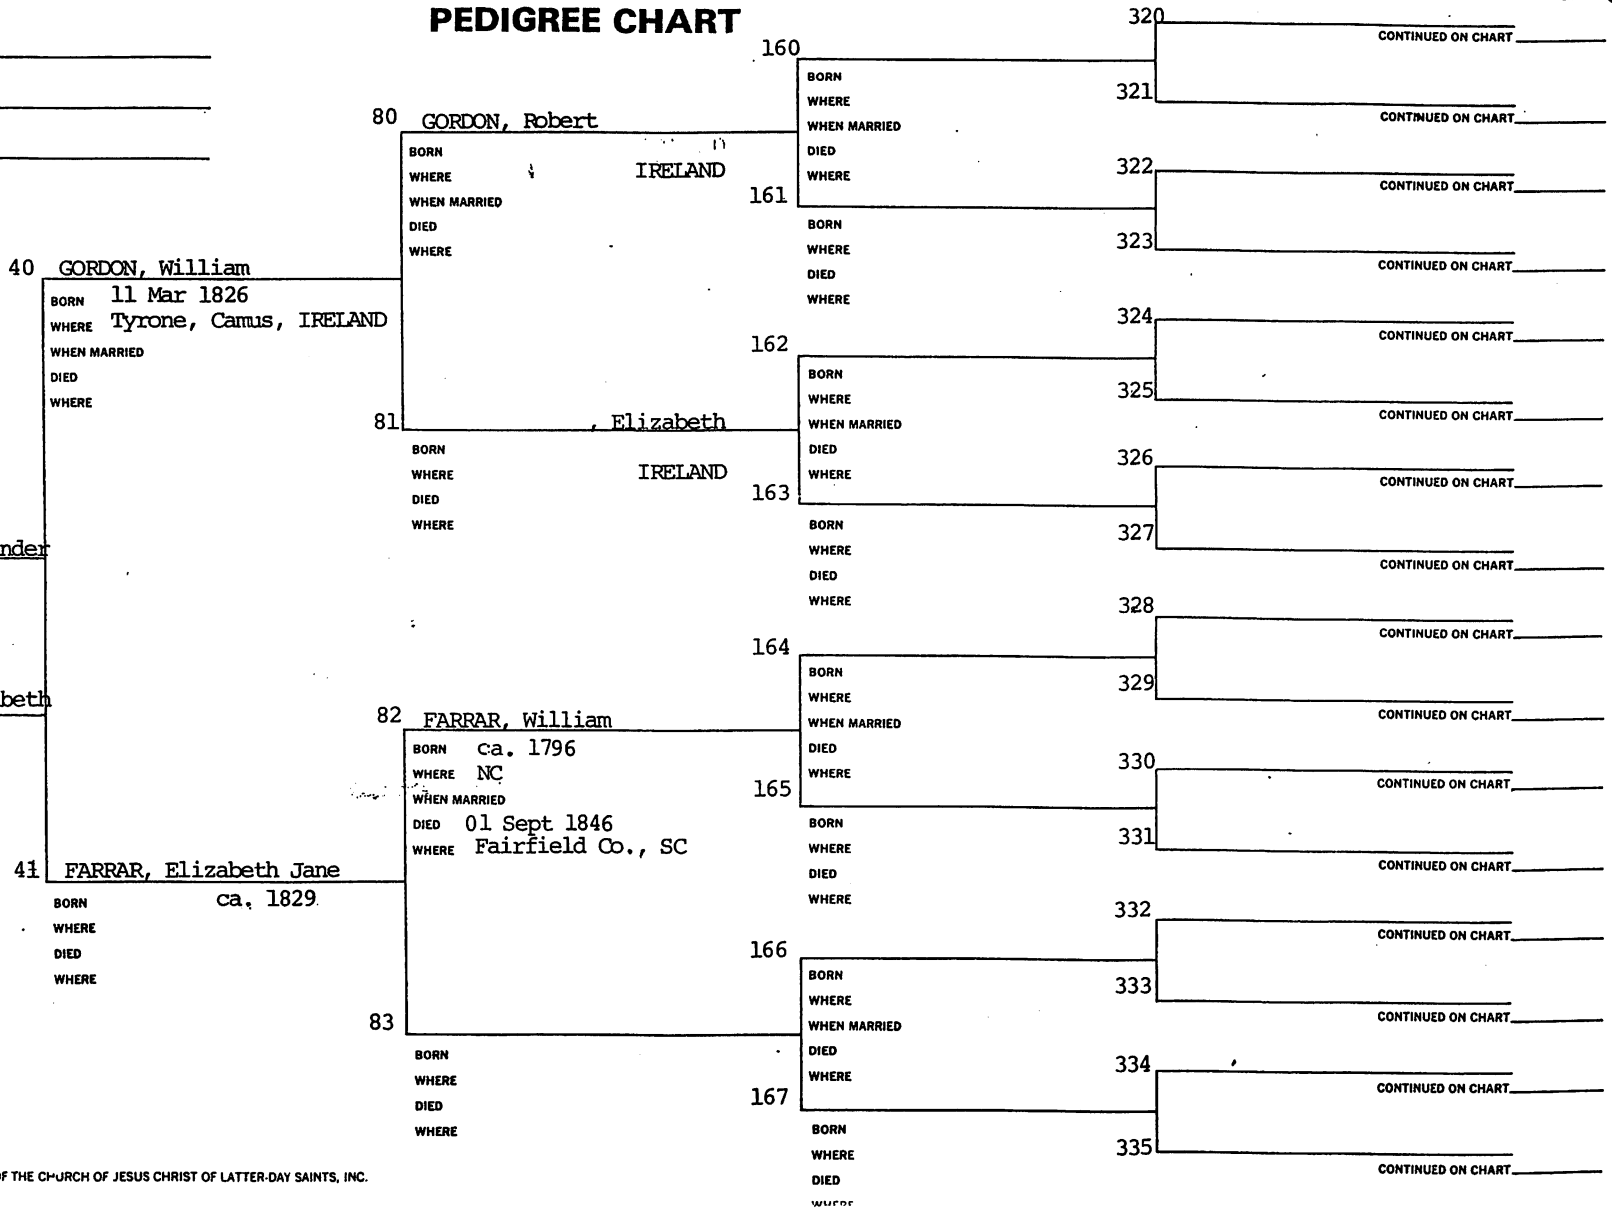 PEDIGREE CHART
40 GORDON, William
BORN 11 Mar 1826
WHERE Tyrone, Camus, IRELAND
WHEN MARRIED
DIED
WHERE
nder
beth
41 FARRAR, Elizabeth Jane
BORN ca. 1829
WHERE
DIED
WHERE
80 GORDON, Robert
BORN
WHERE IRELAND
WHEN MARRIED
DIED
WHERE
81 , Elizabeth
BORN
WHERE IRELAND
DIED
WHERE
82 FARRAR, William
BORN ca. 1796
WHERE NC
WHEN MARRIED
DIED 01 Sept 1846
WHERE Fairfield Co., SC
83
BORN
WHERE
DIED
WHERE
160
BORN
WHERE
WHEN MARRIED
DIED
WHERE
161
BORN
WHERE
DIED
WHERE
162
BORN
WHERE
WHEN MARRIED
DIED
WHERE
163
BORN
WHERE
DIED
WHERE
164
BORN
WHERE
WHEN MARRIED
DIED
WHERE
165
BORN
WHERE
DIED
WHERE
166
BORN
WHERE
WHEN MARRIED
DIED
WHERE
167
BORN
WHERE
DIED
WHERE
320
CONTINUED ON CHART
321
CONTINUED ON CHART
322
CONTINUED ON CHART
323
CONTINUED ON CHART
324
CONTINUED ON CHART
325
CONTINUED ON CHART
326
CONTINUED ON CHART
327
CONTINUED ON CHART
328
CONTINUED ON CHART
329
CONTINUED ON CHART
330
CONTINUED ON CHART
331
CONTINUED ON CHART
332
CONTINUED ON CHART
333
CONTINUED ON CHART
334
CONTINUED ON CHART
335
CONTINUED ON CHART
OF THE CHURCH OF JESUS CHRIST OF LATTER-DAY SAINTS, INC.